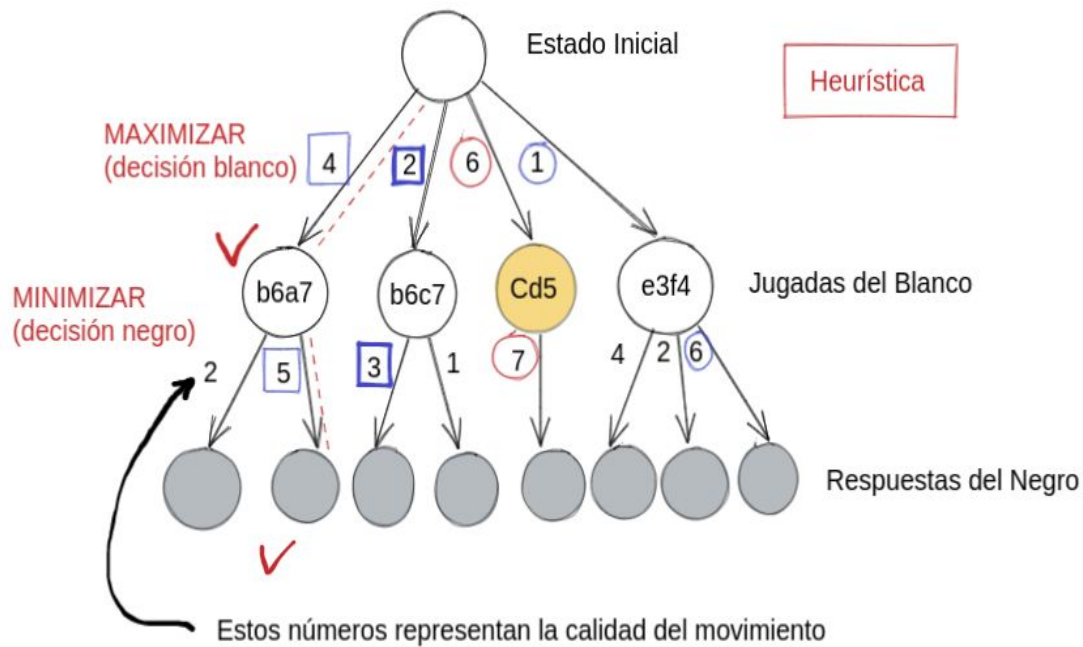 Estado Inicial
Heurística
MAXIMIZAR
(decisión blanco)
4
2
6
1
b6a7
b6c7
Cd5
e3f4
Jugadas del Blanco
MINIMIZAR
(decisión negro)
2
5
3
1
7
4
2
6
Respuestas del Negro
Estos números representan la calidad del movimiento